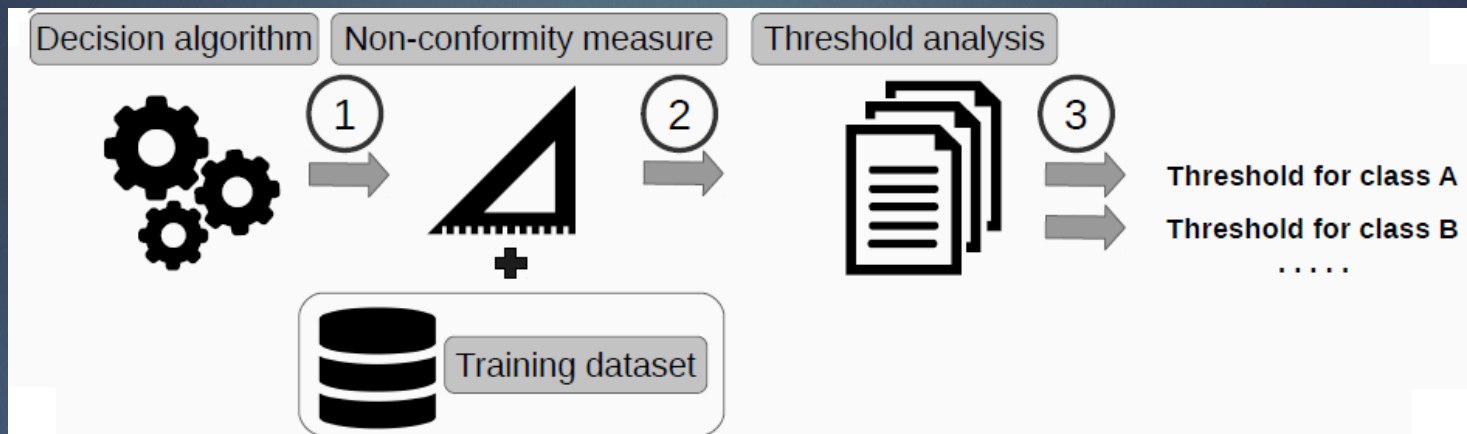 Decision algorithm
Non-conformity measure
Threshold analysis
1
2
3
Threshold for class A
Threshold for class B
.....
Training dataset